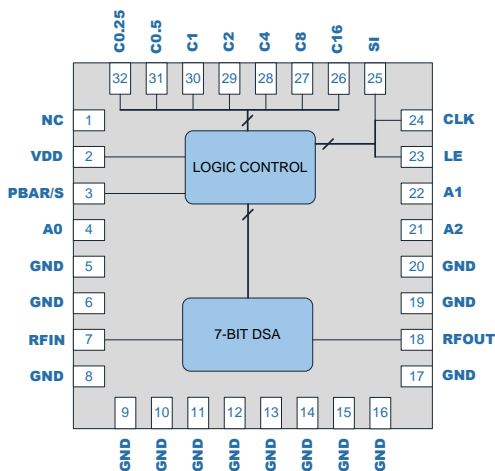 C0.25 C0.5 C1 C2 C4 C8 C16 SI
32 31 30 29 28 27 26 25
NC 1 24 CLK
VDD 2 LOGIC CONTROL 23 LE
PBAR/S 3 22 A1
A0 4 21 A2
GND 5 20 GND
GND 6 19 GND
RFIN 7 7-BIT DSA 18 RFOUT
GND 8 17 GND
9 10 11 12 13 14 15 16
GND GND GND GND GND GND GND GND